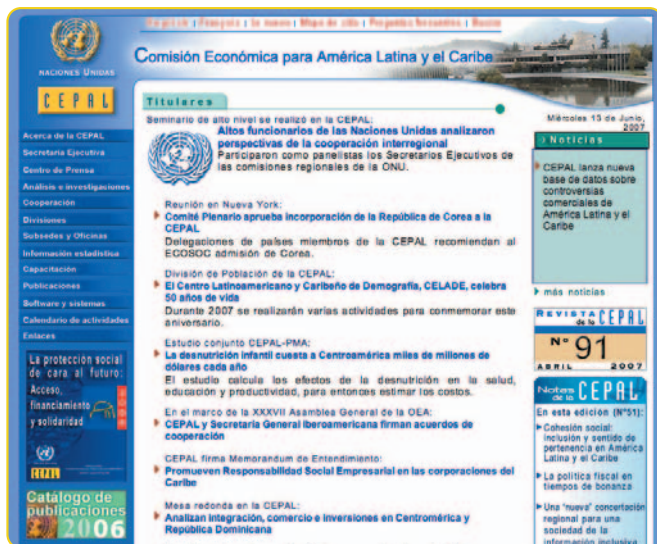 Comisión Económica para América Latina y el Caribe
NACIONES UNIDAS
CEPAL
Acerca de la CEPAL
Secretaría Ejecutiva
Centro de Prensa
Análisis e investigaciones
Cooperación
Divisiones
Subsedes y Oficinas
Información estadística
Capacitación
Publicaciones
Software y sistemas
Calendario de actividades
Enlaces
La protección social
de cara al futuro:
Acceso,
financiamiento
y solidaridad
CEPAL
Catálogo de
publicaciones
2006
Titulares
Seminario de alto nivel se realizó en la CEPAL:
Altos funcionarios de las Naciones Unidas analizaron
perspectivas de la cooperación interregional
Participaron como panelistas los Secretarios Ejecutivos de
las comisiones regionales de la ONU.
Reunión en Nueva York:
Comité Plenario aprueba incorporación de la República de Corea a la
CEPAL
Delegaciones de países miembros de la CEPAL recomiendan al
ECOSOC admisión de Corea.
División de Población de la CEPAL:
El Centro Latinoamericano y Caribeño de Demografía, CELADE, celebra
50 años de vida
Durante 2007 se realizarán varias actividades para conmemorar este
aniversario.
Estudio conjunto CEPAL-PMA:
La desnutrición infantil cuesta a Centroamérica miles de millones de
dólares cada año
El estudio calcula los efectos de la desnutrición en la salud,
educación y productividad, para entonces estimar los costos.
En el marco de la XXXVII Asamblea General de la OEA:
CEPAL y Secretaría General Iberoamericana firman acuerdos de
cooperación
CEPAL firma Memorandum de Entendimiento:
Promueven Responsabilidad Social Empresarial en las corporaciones del
Caribe
Mesa redonda en la CEPAL:
Analizan integración, comercio e inversiones en Centromérica y
República Dominicana
Miércoles 13 de Junio,
2007
Noticias
CEPAL lanza nueva
base de datos sobre
controversias
comerciales de
América Latina y el
Caribe
más noticias
REVISTA
de la CEPAL
Nº 91
ABRIL 2007
Notas
de la CEPAL
En esta edición (Nº51):
Cohesión social:
inclusión y sentido de
pertenencia en América
Latina y el Caribe
La política fiscal en
tiempos de bonanza
Una "nueva" concertación
regional para una
sociedad de la
información inclusiva